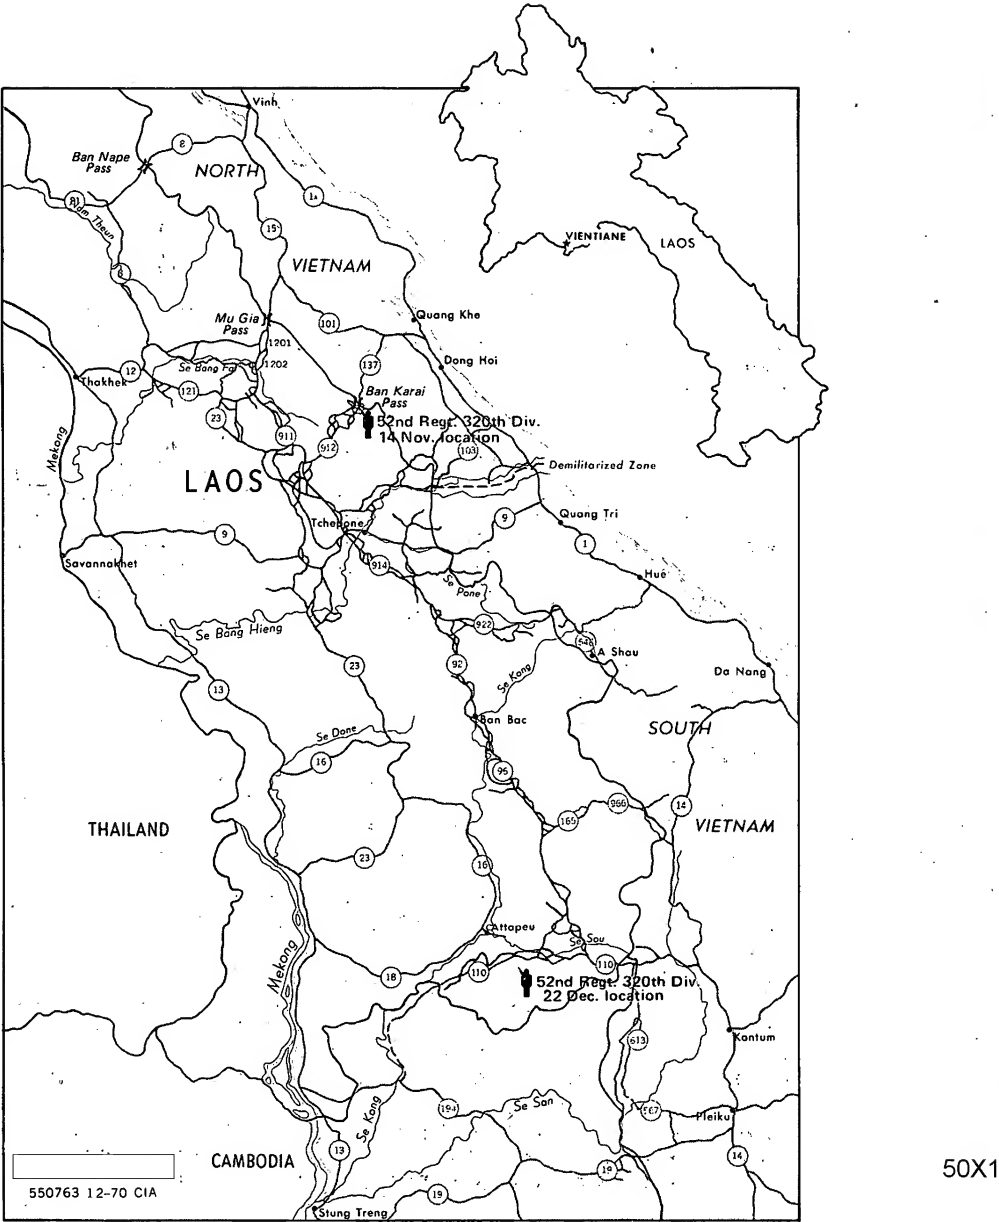 Vinh
8
Ban Nape
Pass
NORTH
1A
81
Nam Theun
15
VIENTIANE
LAOS
VIETNAM
8
Mu Gia
Pass
101
Quang Khe
1201
1202
Se Bang Fai
137
Dong Hoi
12
Thakhek
121
Ban Karai
Pass
23
52nd Regt. 320th Div.
14 Nov. location
911
912
103
Mekong
Demilitarized Zone
LAOS
Tchepone
9
Quang Tri
9
1
Savannakhet
914
Hué
Se
Pone
922
Se Bang Hieng
548
A Shau
23
92
Se Kong
Da Nang
13
Ban Bac
SOUTH
Se Done
16
96
966
14
165
THAILAND
VIETNAM
23
16
Attapeu
Se Sou
Mekong
18
110
110
52nd Regt. 320th Div.
22 Dec. location
613
Kontum
Se Kong
194
Se San
567
Pleiku
13
14
CAMBODIA
19
50X1
550763 12-70 CIA
19
Stung Treng